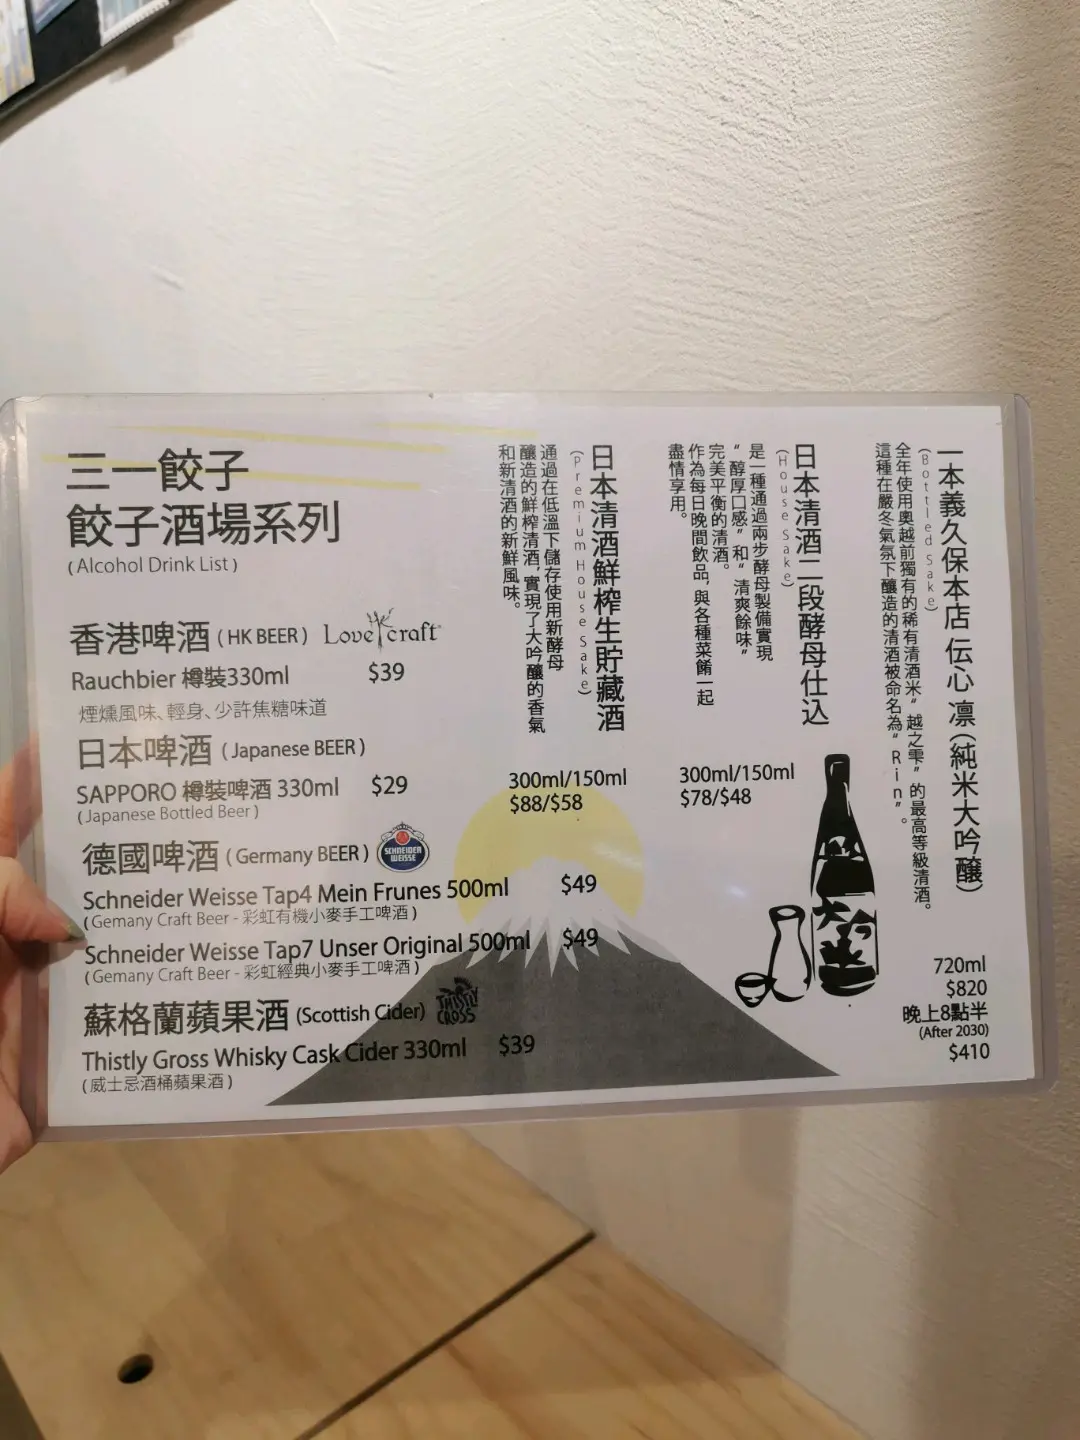 三一餃子
餃子酒場系列
(Alcohol Drink List)
香港啤酒 (HK BEER) Lovecraft
Rauchbier 樽裝330ml $39
煙燻風味、輕身、少許焦糖味道
日本啤酒 (Japanese BEER)
SAPPORO 樽裝啤酒 330ml $29
(Japanese Bottled Beer)
德國啤酒 (Germany BEER) SCHNEIDER WEISSE
Schneider Weisse Tap4 Mein Frunes 500ml $49
(Gemany Craft Beer - 彩虹有機小麥手工啤酒)
Schneider Weisse Tap7 Unser Original 500ml $49
(Gemany Craft Beer - 彩虹經典小麥手工啤酒)
蘇格蘭蘋果酒 (Scottish Cider) THISTLY CROSS
Thistly Gross Whisky Cask Cider 330ml $39
(威士忌酒桶蘋果酒)
一本義久保本店 伝心 凛(純米大吟釀)
(Bottled Sake)
全年使用奧越前獨有的稀有清酒米“越之雫”的最高等級清酒。
這種在嚴冬氣氛下釀造的清酒被命名為“Rin”。
720ml
$820
晚上8點半
(After 2030)
$410
日本清酒二段酵母仕込
(House Sake)
是一種通過兩步酵母製備實現
“醇厚口感”和“清爽餘味”
完美平衡的清酒。
作為每日晚間飲品,與各種菜餚一起
盡情享用。
300ml/150ml
$78/$48
日本清酒鮮榨生貯藏酒
(Premium House Sake)
通過在低溫下儲存使用新酵母
釀造的鮮榨清酒,實現了大吟釀的香氣
和新清酒的新鮮風味。
300ml/150ml
$88/$58